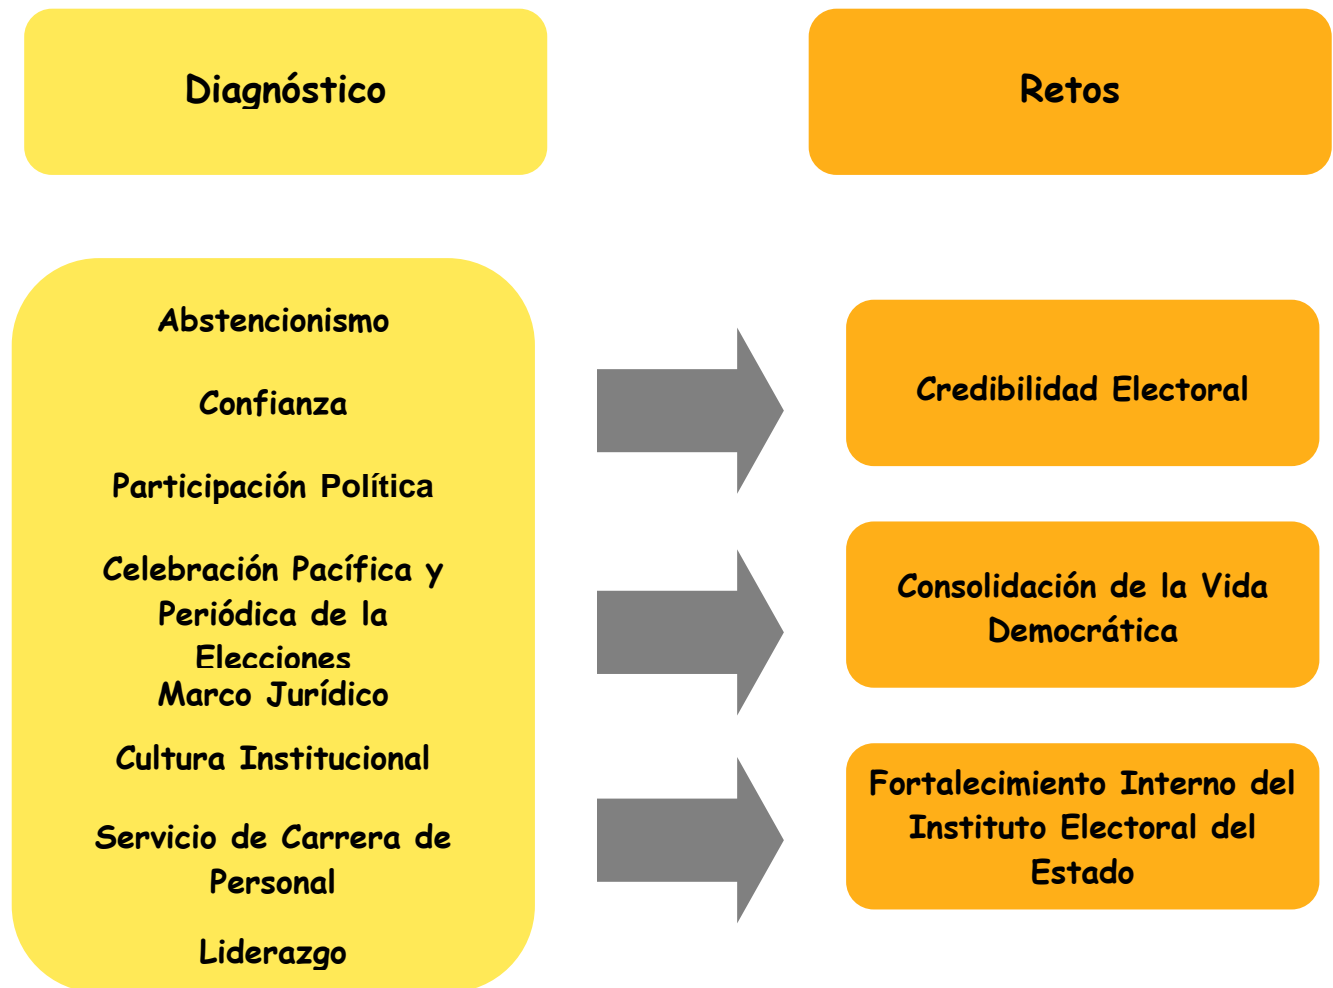 Diagnóstico
Retos
Abstencionismo
Confianza
Participación Política
Celebración Pacífica y
Periódica de la
Elecciones
Marco Jurídico
Cultura Institucional
Servicio de Carrera de
Personal
Liderazgo
Credibilidad Electoral
Consolidación de la Vida
Democrática
Fortalecimiento Interno del
Instituto Electoral del
Estado